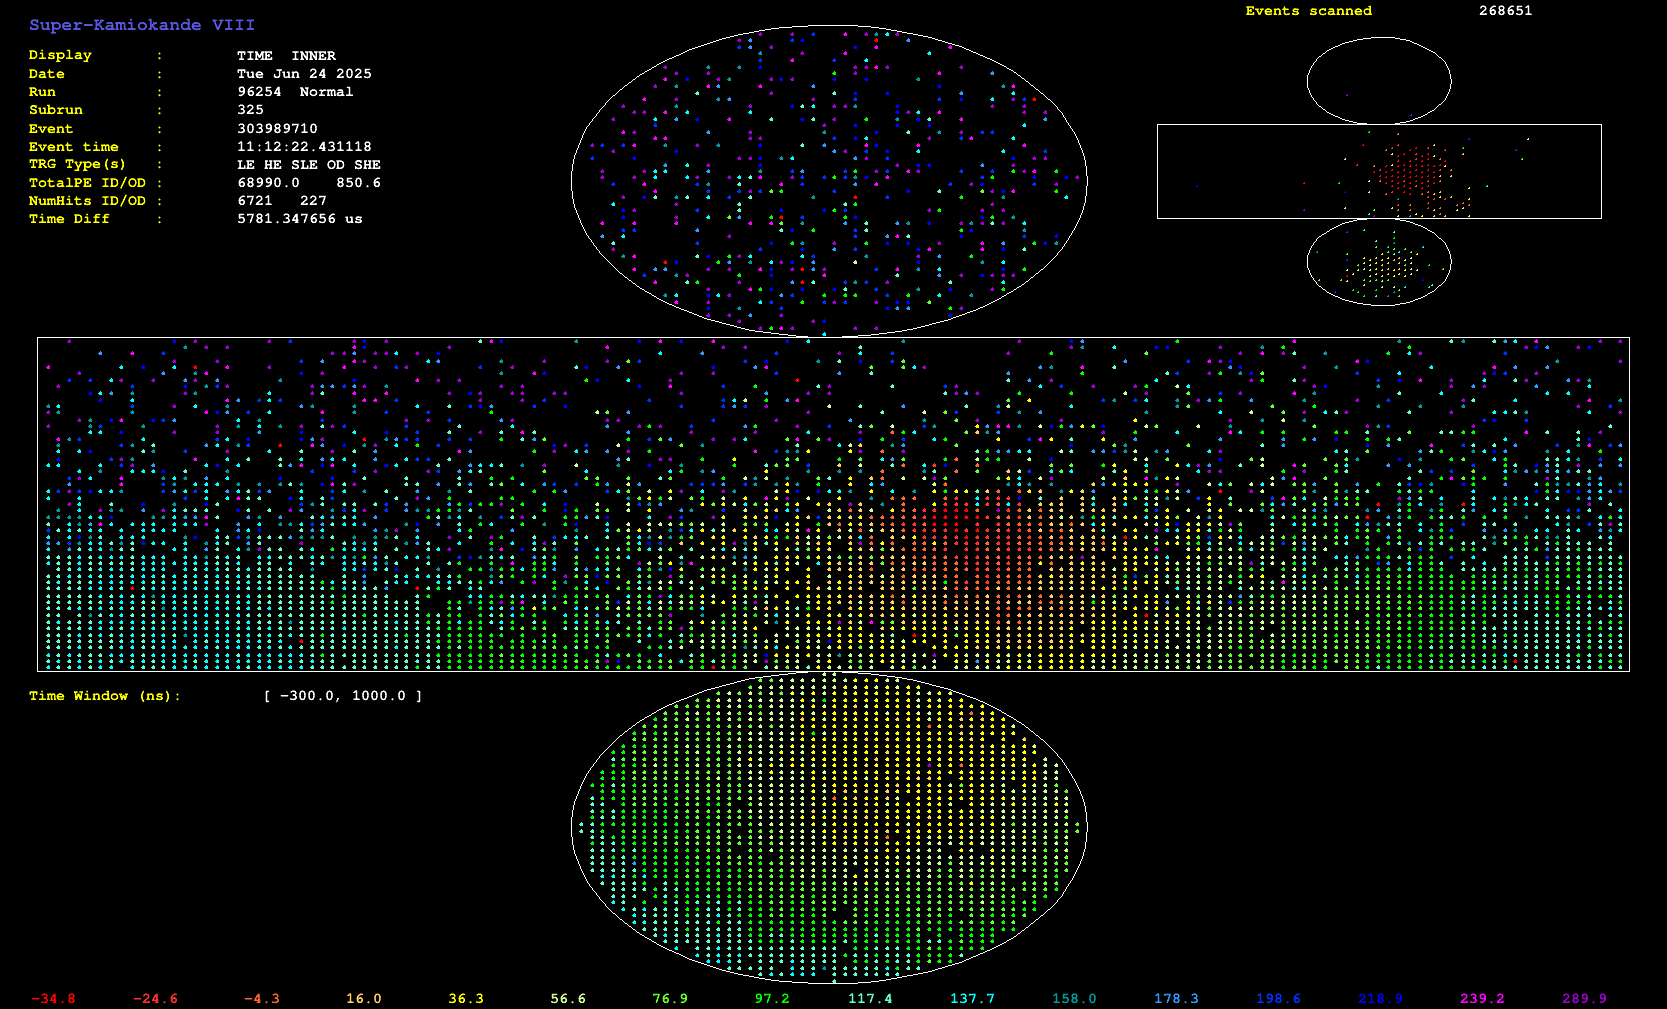 Super-Kamiokande VIII
Events scanned 268651
Display : TIME INNER
Date : Tue Jun 24 2025
Run : 96254 Normal
Subrun : 325
Event : 303989710
Event time : 11:12:22.431118
TRG Type(s) : LE HE SLE OD SHE
TotalPE ID/OD : 68990.0 850.6
NumHits ID/OD : 6721 227
Time Diff : 5781.347656 us
Time Window (ns): [ -300.0, 1000.0 ]
-34.8 -24.6 -4.3 16.0 36.3 56.6 76.9 97.2 117.4 137.7 158.0 178.3 198.6 218.9 239.2 289.9